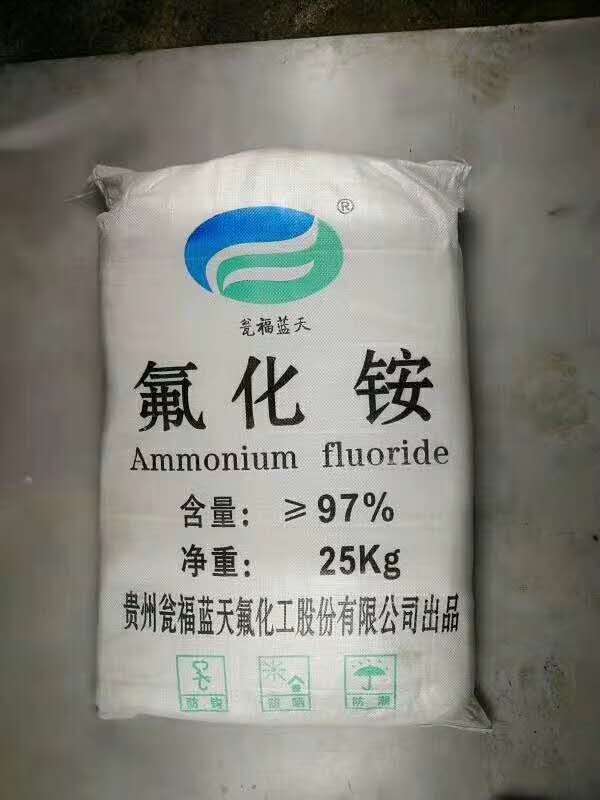 ®
瓮福蓝天
氟化铵
Ammonium fluoride
含量：≥97%
净重：25Kg
贵州瓮福蓝天氟化工股份有限公司出品
防晒 防潮